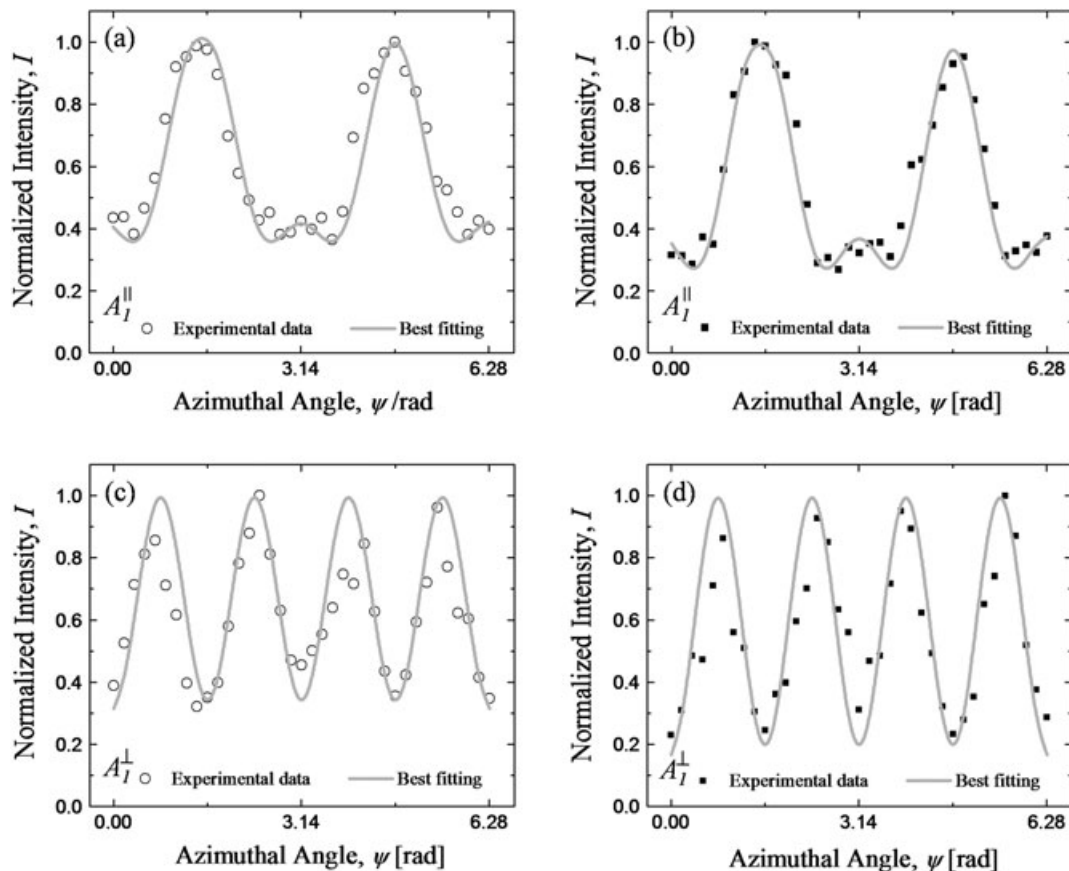 (a)
Normalized Intensity, I
1.0
0.8
0.6
0.4
0.2
0.0
A_I^∥
Experimental data
Best fitting
0.00
3.14
6.28
Azimuthal Angle, ψ/rad
(b)
Normalized Intensity, I
1.0
0.8
0.6
0.4
0.2
0.0
A_I^∥
Experimental data
Best fitting
0.00
3.14
6.28
Azimuthal Angle, ψ [rad]
(c)
Normalized Intensity, I
1.0
0.8
0.6
0.4
0.2
0.0
A_I^⊥
Experimental data
Best fitting
0.00
3.14
6.28
Azimuthal Angle, ψ [rad]
(d)
Normalized Intensity, I
1.0
0.8
0.6
0.4
0.2
0.0
A_I^⊥
Experimental data
Best fitting
0.00
3.14
6.28
Azimuthal Angle, ψ [rad]